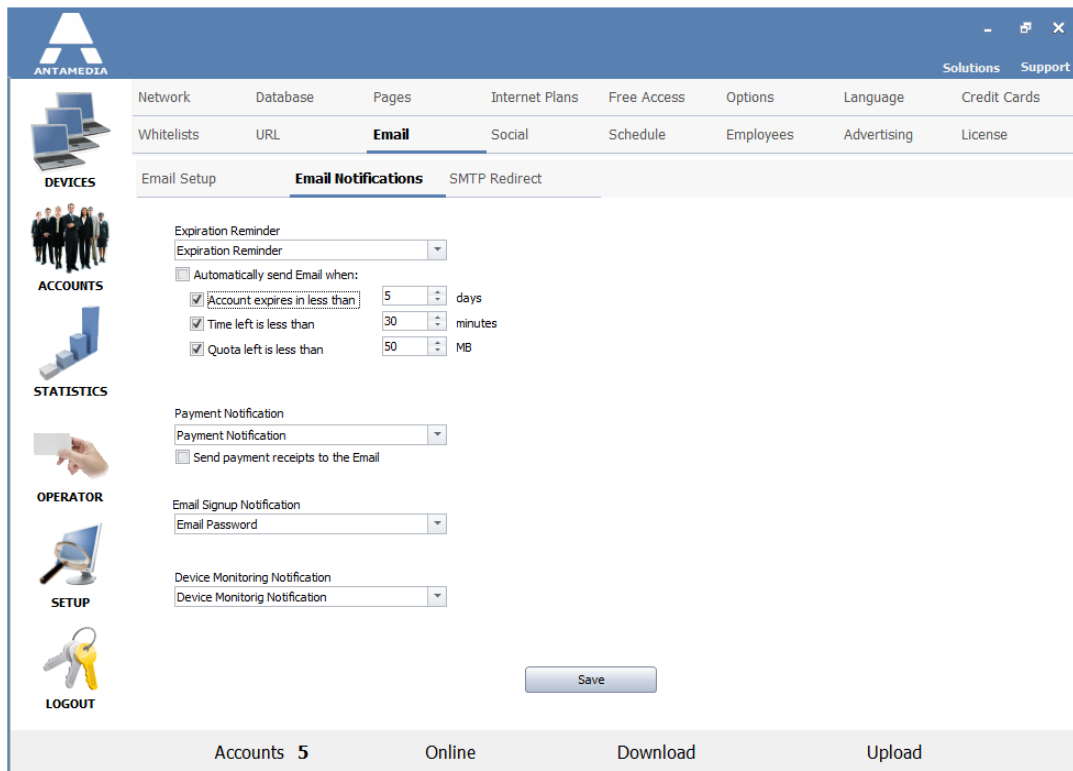 ANTAMEDIA
Solutions Support
Network Database Pages Internet Plans Free Access Options Language Credit Cards
Whitelists URL Email Social Schedule Employees Advertising License
Email Setup Email Notifications SMTP Redirect
DEVICES
ACCOUNTS
STATISTICS
OPERATOR
SETUP
LOGOUT
Expiration Reminder
Expiration Reminder
Automatically send Email when:
Account expires in less than 5 days
Time left is less than 30 minutes
Quota left is less than 50 MB
Payment Notification
Payment Notification
Send payment receipts to the Email
Email Signup Notification
Email Password
Device Monitoring Notification
Device Monitorig Notification
Save
Accounts 5 Online Download Upload